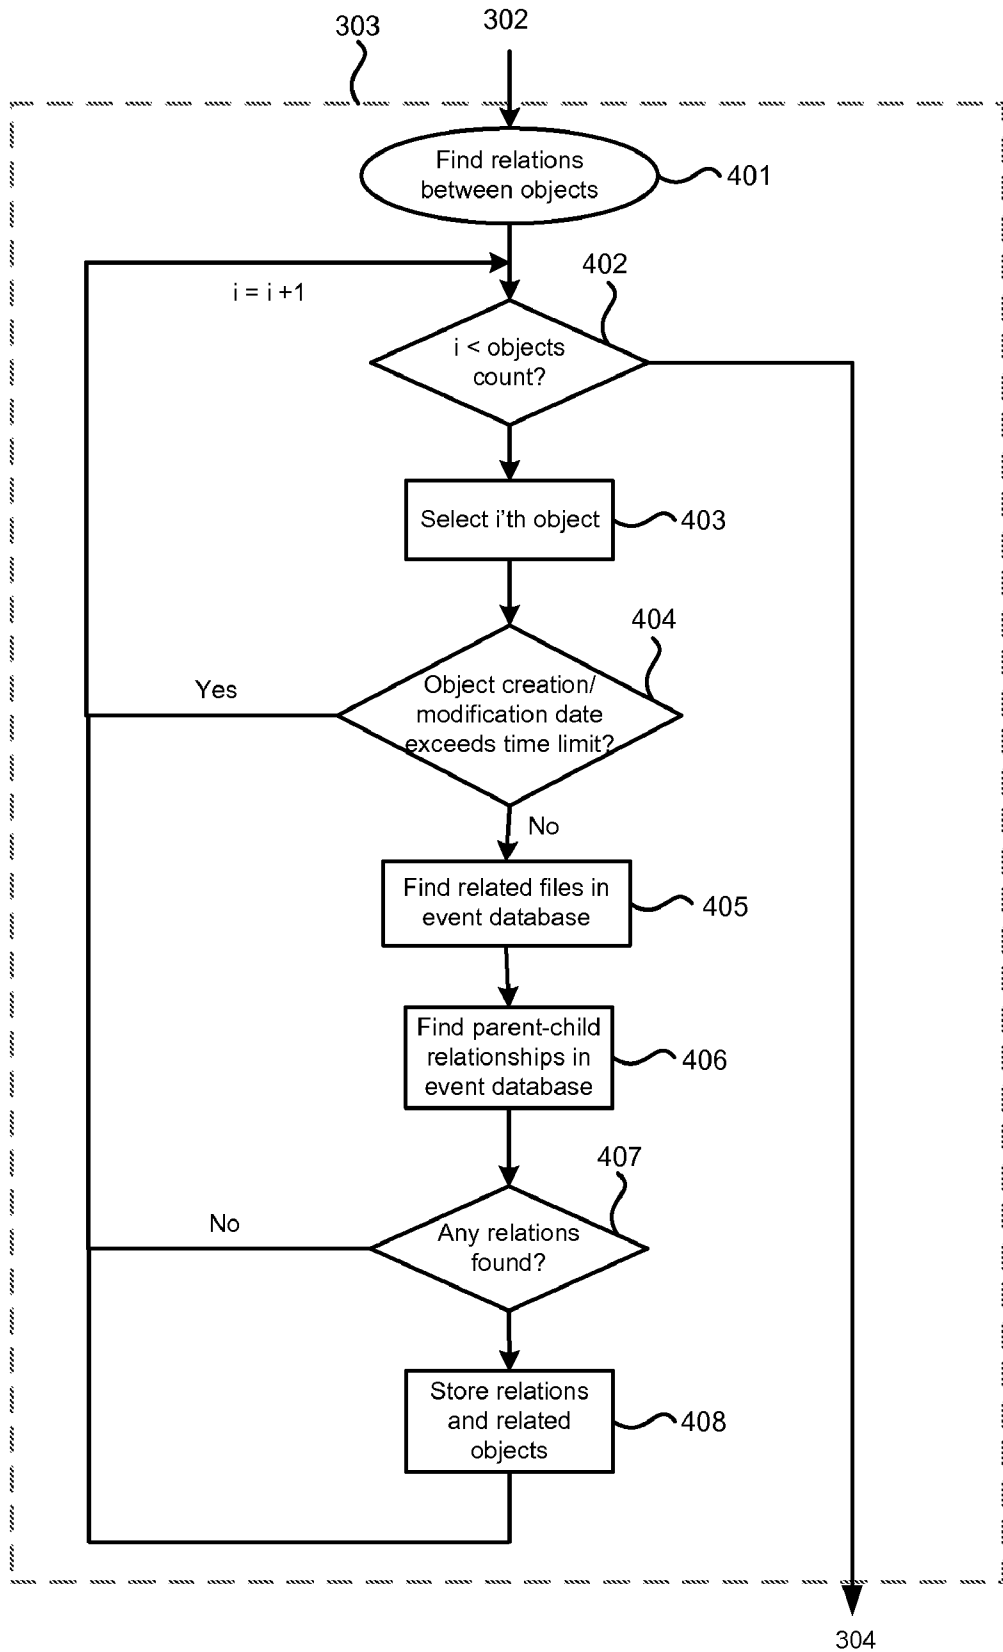 303
302
Find relations
between objects
401
i = i +1
402
i < objects
count?
Select i'th object
403
404
Object creation/
modification date
exceeds time limit?
Yes
No
Find related files in
event database
405
Find parent-child
relationships in
event database
406
407
Any relations
found?
No
Store relations
and related
objects
408
304